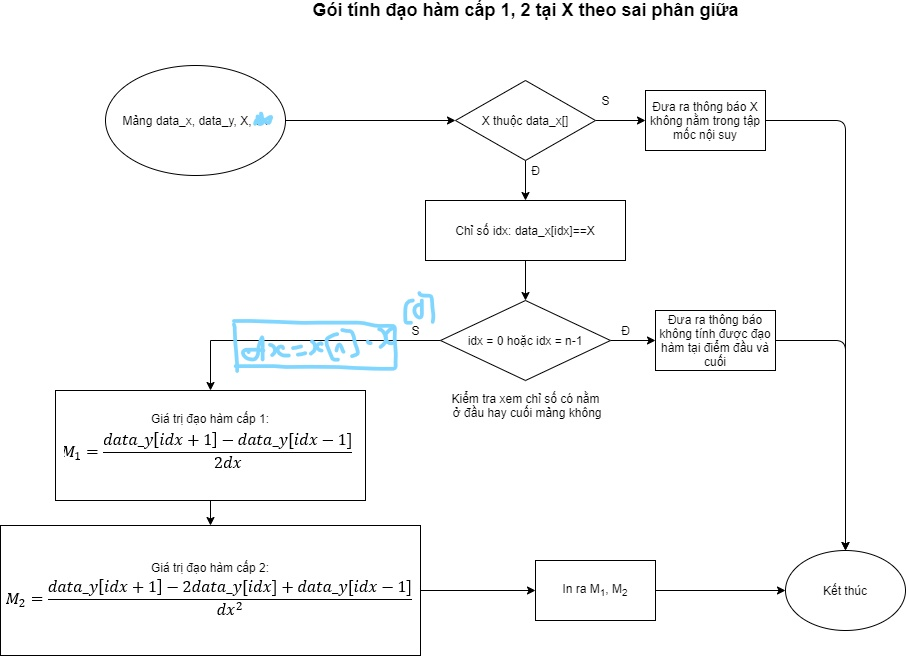 Gói tính đạo hàm cấp 1, 2 tại X theo sai phân giữa
Mảng data_x, data_y, X,
X thuộc data_x[]
S
Đưa ra thông báo X
không nằm trong tập
mốc nội suy
Đ
Chỉ số idx: data_x[idx]==X
idx = 0 hoặc idx = n-1
S
Đ
Đưa ra thông báo
không tính được đạo
hàm tại điểm đầu và
cuối
Kiểm tra xem chỉ số có nằm
ở đầu hay cuối mảng không
dx=x[1]-x[0]
Giá trị đạo hàm cấp 1:
M₁ = (data_y[idx + 1] − data_y[idx − 1]) / 2dx
Giá trị đạo hàm cấp 2:
M₂ = (data_y[idx + 1] − 2data_y[idx] + data_y[idx − 1]) / dx²
In ra M₁, M₂
Kết thúc